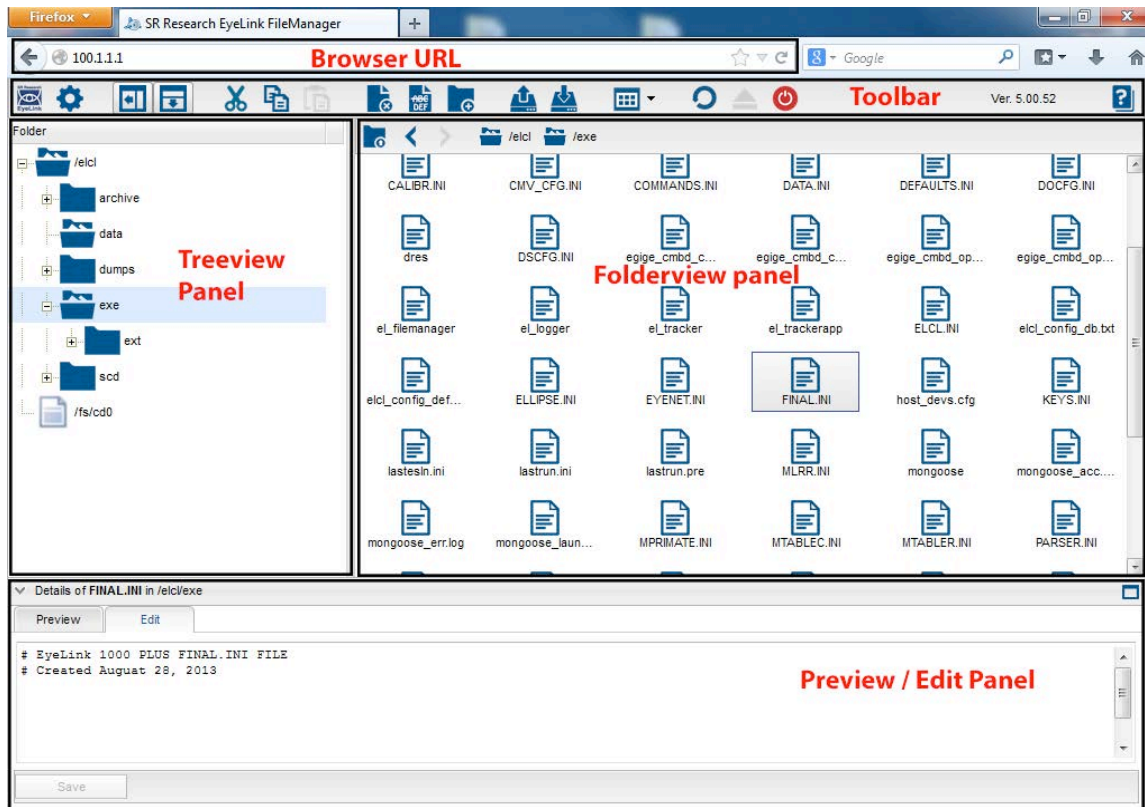 Firefox
SR Research EyeLink FileManager
100.1.1.1
Browser URL
Google
Toolbar
Ver. 5.00.52
Folder
/elcl
archive
data
dumps
exe
ext
scd
/fs/cd0
Treeview
Panel
/elcl /exe
CALIBR.INI CMV_CFG.INI COMMANDS.INI DATA.INI DEFAULTS.INI DOCFG.INI
dres DSCFG.INI egige_cmbd_c... egige_cmbd_c... egige_cmbd_op... egige_cmbd_op...
Folderview panel
el_filemanager el_logger el_tracker el_trackerapp ELCL.INI elcl_config_db.txt
elcl_config_def... ELLIPSE.INI EYENET.INI FINAL.INI host_devs.cfg KEYS.INI
lastesln.ini lastrun.ini lastrun.pre MLRR.INI mongoose mongoose_acc....
mongoose_err.log mongoose_laun... MPRIMATE.INI MTABLEC.INI MTABLER.INI PARSER.INI
Details of FINAL.INI in /elcl/exe
Preview Edit
# EyeLink 1000 PLUS FINAL.INI FILE
# Created Auguat 28, 2013
Preview / Edit Panel
Save